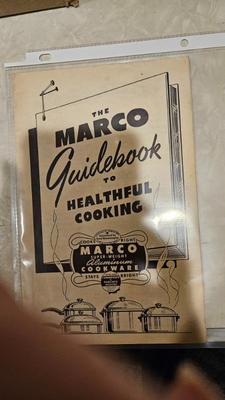 THE
MARCO
Guidebook
TO
HEALTHFUL
COOKING
COOKS RIGHT
MARCO
SUPER-WEIGHT
Aluminum
COOKWARE
STAYS BRIGHT